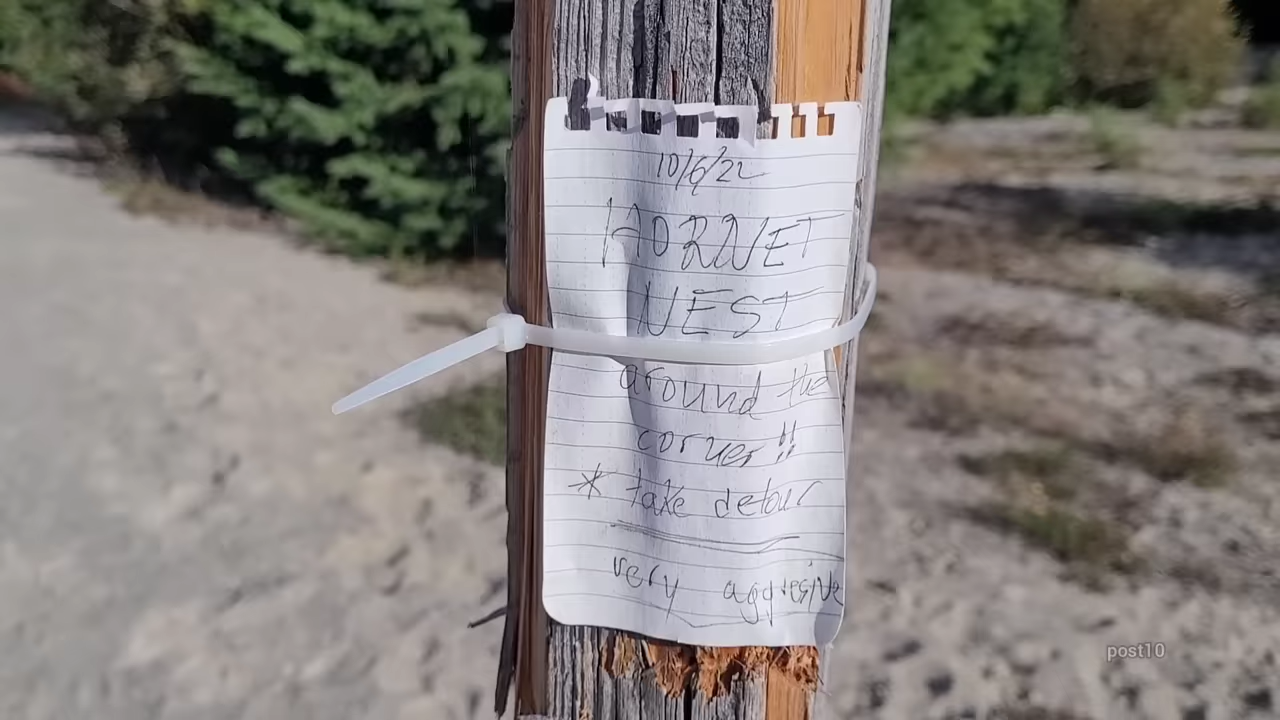 10/6/22
HORNET
NEST
around the
corner!!
* take detour
very aggresive
post10